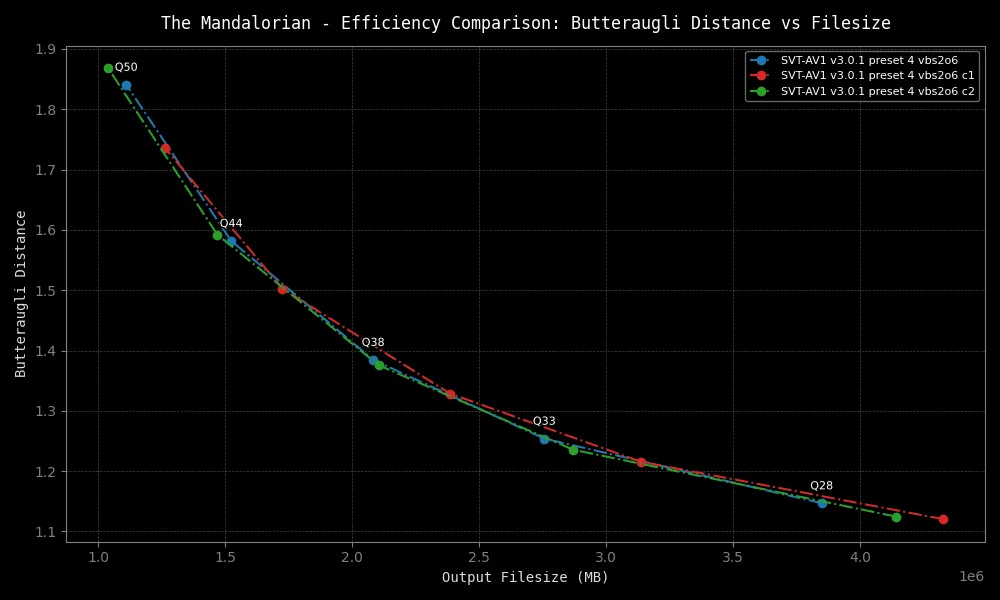 The Mandalorian - Efficiency Comparison: Butteraugli Distance vs Filesize
SVT-AV1 v3.0.1 preset 4 vbs2o6
SVT-AV1 v3.0.1 preset 4 vbs2o6 c1
SVT-AV1 v3.0.1 preset 4 vbs2o6 c2
Butteraugli Distance
1.9
1.8
1.7
1.6
1.5
1.4
1.3
1.2
1.1
Q50
Q44
Q38
Q33
Q28
1.0 1.5 2.0 2.5 3.0 3.5 4.0
1e6
Output Filesize (MB)